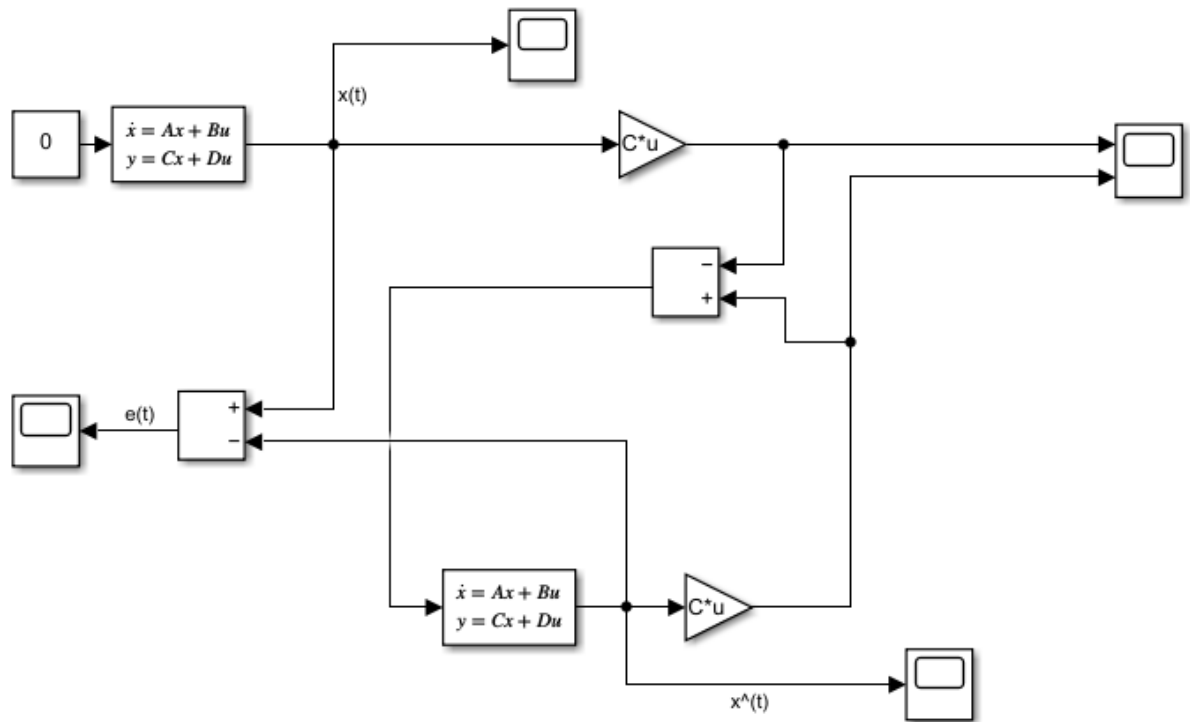 x(t)
0
ẋ = Ax + Bu
y = Cx + Du
C*u
−
+
+
−
e(t)
ẋ = Ax + Bu
y = Cx + Du
C*u
x^(t)